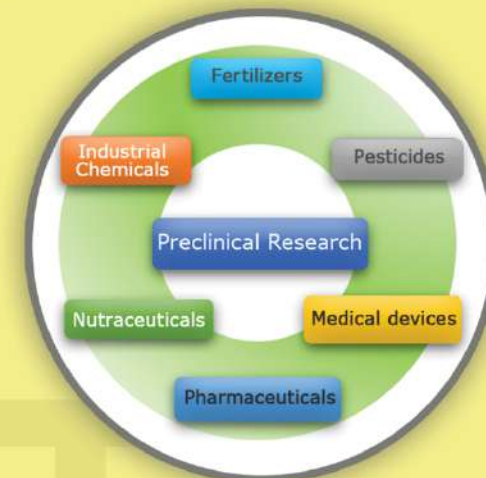 Fertilizers
Industrial
Chemicals
Pesticides
Preclinical Research
Nutraceuticals
Medical devices
Pharmaceuticals